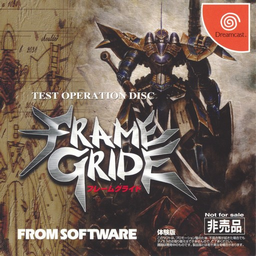 Dreamcast
TEST OPERATION DISC
FRAME
GRIDE
フレームグライド
Not for sale
非売品
FROM SOFTWARE
体験版